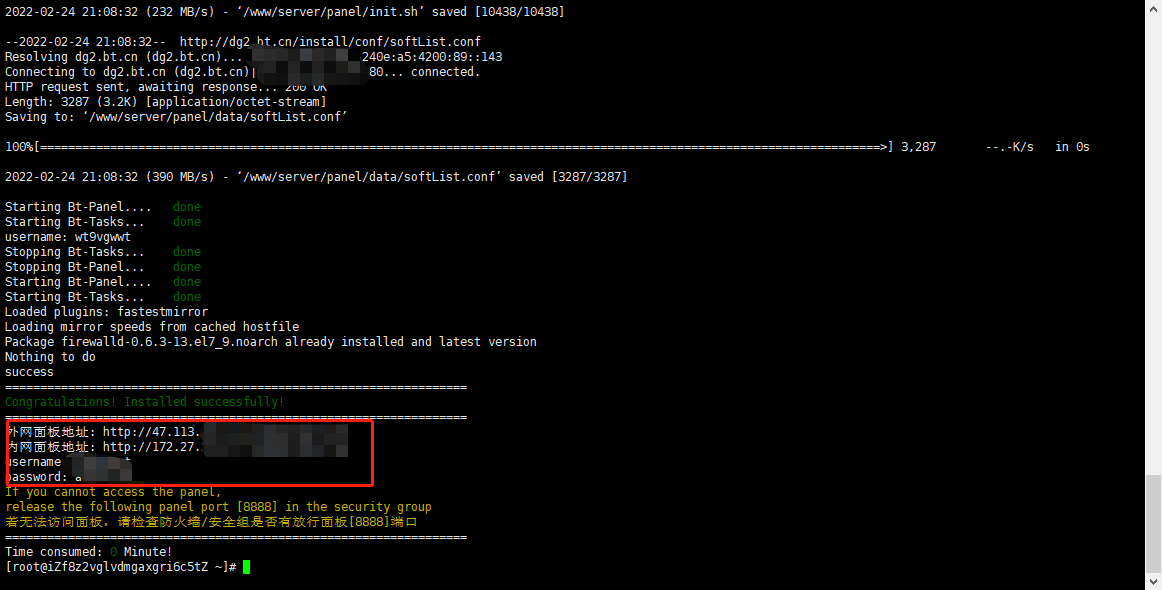 2022-02-24 21:08:32 (232 MB/s) - ‘/www/server/panel/init.sh’ saved [10438/10438]
--2022-02-24 21:08:32--  http://dg2.bt.cn/install/conf/softList.conf
Resolving dg2.bt.cn (dg2.bt.cn)... 240e:a5:4200:89::143
Connecting to dg2.bt.cn (dg2.bt.cn)| 80... connected.
HTTP request sent, awaiting response... 200 OK
Length: 3287 (3.2K) [application/octet-stream]
Saving to: ‘/www/server/panel/data/softList.conf’
100%[======================================================================================================================>] 3,287       --.-K/s   in 0s
2022-02-24 21:08:32 (390 MB/s) - ‘/www/server/panel/data/softList.conf’ saved [3287/3287]
Starting Bt-Panel....   done
Starting Bt-Tasks...    done
username: wt9vgwwt
Stopping Bt-Tasks...    done
Stopping Bt-Panel...    done
Starting Bt-Panel....   done
Starting Bt-Tasks...    done
Loaded plugins: fastestmirror
Loading mirror speeds from cached hostfile
Package firewalld-0.6.3-13.el7_9.noarch already installed and latest version
Nothing to do
success
==================================================================
Congratulations! Installed successfully!
==================================================================
外网面板地址: http://47.113.
内网面板地址: http://172.27.
username
password: a
If you cannot access the panel,
release the following panel port [8888] in the security group
若无法访问面板，请检查防火墙/安全组是否有放行面板[8888]端口
==================================================================
Time consumed: 0 Minute!
[root@iZf8z2vglvdmgaxgri6c5tZ ~]#